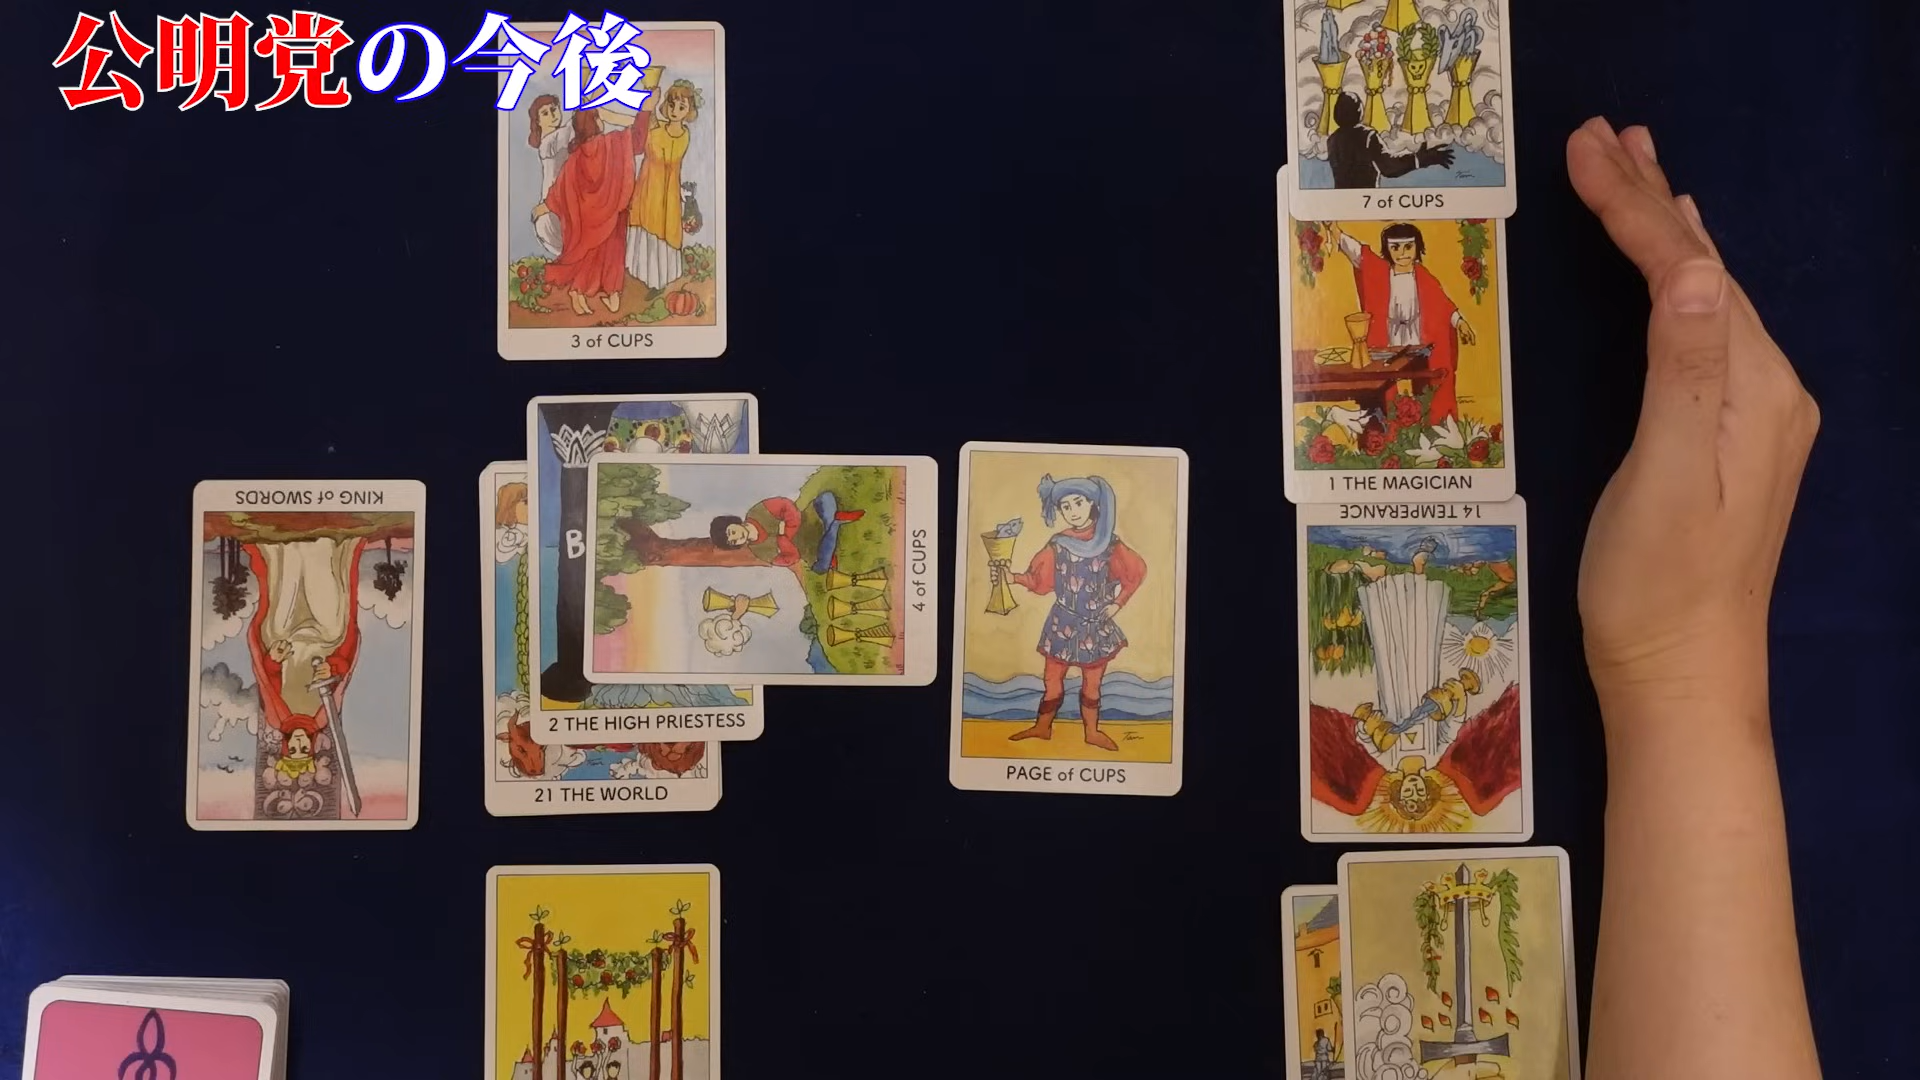 公明党の今後
3 of CUPS
7 of CUPS
1 THE MAGICIAN
14 TEMPERANCE
KING of SWORDS
B
4 of CUPS
2 THE HIGH PRIESTESS
21 THE WORLD
PAGE of CUPS